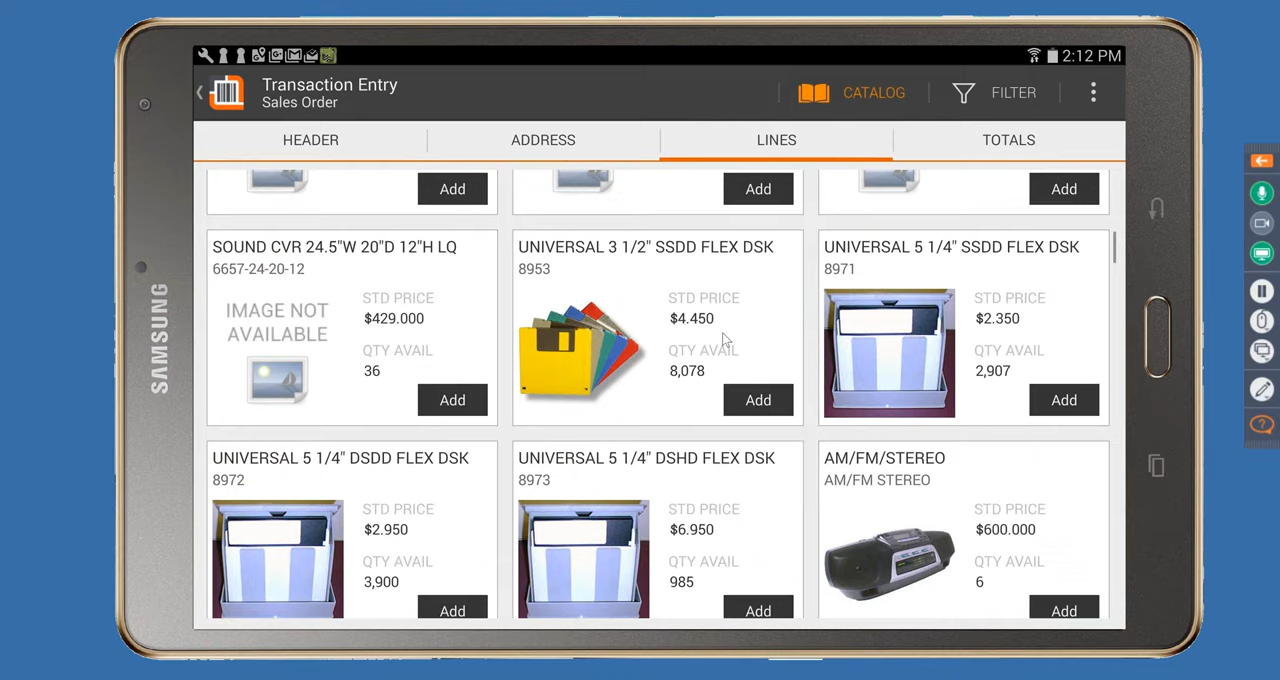 2:12 PM
Transaction Entry
Sales Order
CATALOG
FILTER
HEADER
ADDRESS
LINES
TOTALS
Add
Add
Add
SOUND CVR 24.5"W 20"D 12"H LQ
6657-24-20-12
IMAGE NOT
AVAILABLE
STD PRICE
$429.000
QTY AVAIL
36
Add
UNIVERSAL 3 1/2" SSDD FLEX DSK
8953
STD PRICE
$4.450
QTY AVAIL
8,078
Add
UNIVERSAL 5 1/4" SSDD FLEX DSK
8971
STD PRICE
$2.350
QTY AVAIL
2,907
Add
UNIVERSAL 5 1/4" DSDD FLEX DSK
8972
STD PRICE
$2.950
QTY AVAIL
3,900
Add
UNIVERSAL 5 1/4" DSHD FLEX DSK
8973
STD PRICE
$6.950
QTY AVAIL
985
Add
AM/FM/STEREO
AM/FM STEREO
STD PRICE
$600.000
QTY AVAIL
6
Add
SAMSUNG